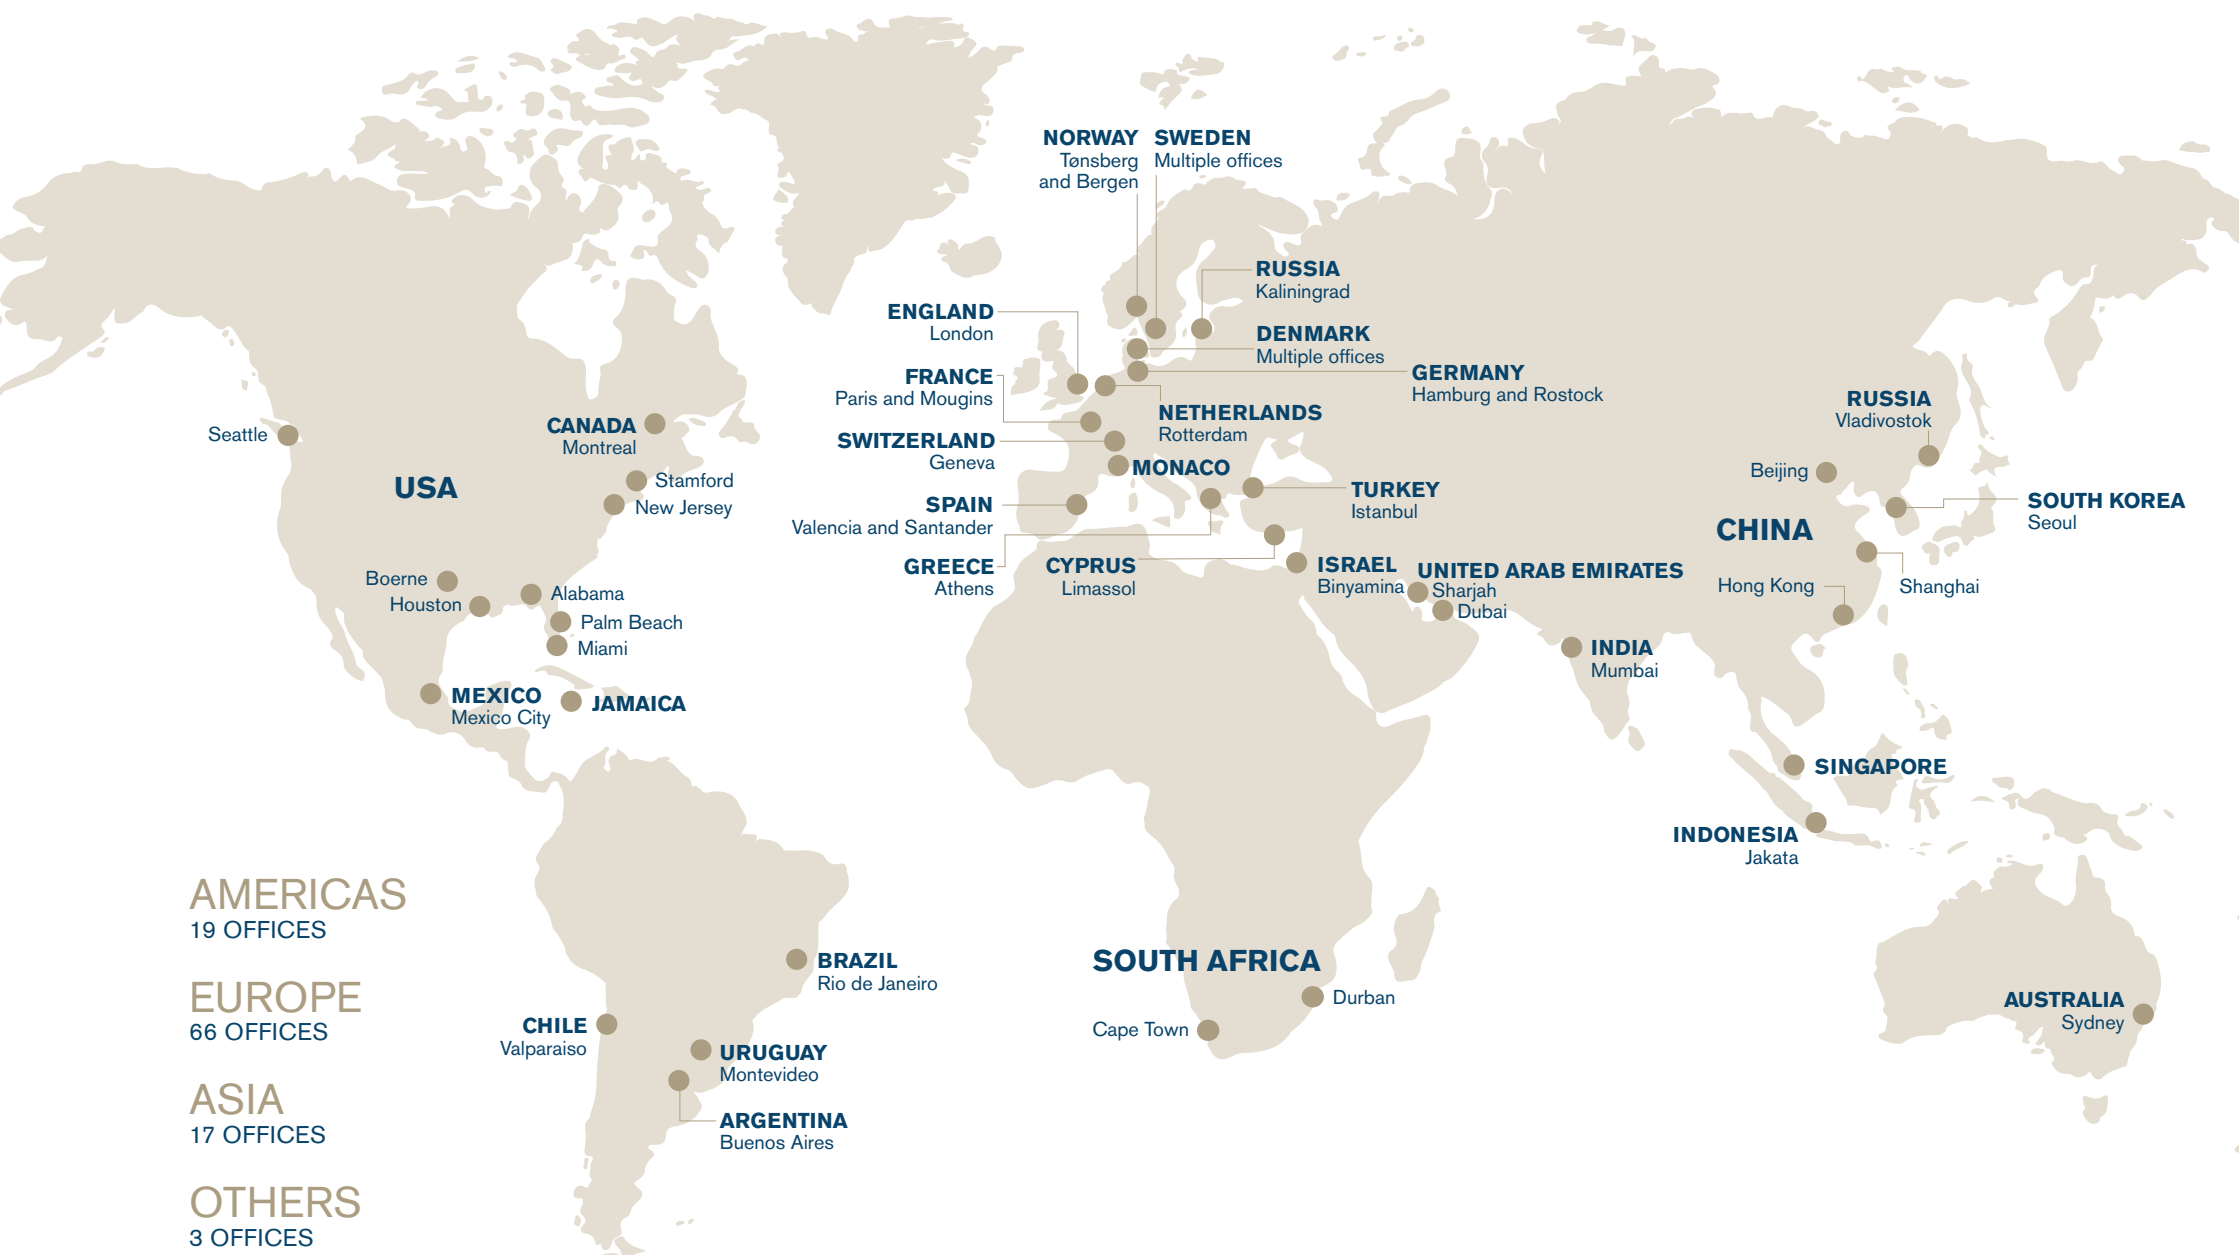 NORWAY
Tønsberg
and Bergen
SWEDEN
Multiple offices
RUSSIA
Kaliningrad
ENGLAND
London
DENMARK
Multiple offices
FRANCE
Paris and Mougins
GERMANY
Hamburg and Rostock
NETHERLANDS
Rotterdam
SWITZERLAND
Geneva
MONACO
SPAIN
Valencia and Santander
TURKEY
Istanbul
GREECE
Athens
CYPRUS
Limassol
ISRAEL
Binyamina
UNITED ARAB EMIRATES
Sharjah
Dubai
RUSSIA
Vladivostok
Beijing
SOUTH KOREA
Seoul
CHINA
Hong Kong
Shanghai
INDIA
Mumbai
SINGAPORE
INDONESIA
Jakata
AUSTRALIA
Sydney
SOUTH AFRICA
Durban
Cape Town
Seattle
CANADA
Montreal
USA
Stamford
New Jersey
Boerne
Houston
Alabama
Palm Beach
Miami
MEXICO
Mexico City
JAMAICA
BRAZIL
Rio de Janeiro
CHILE
Valparaiso
URUGUAY
Montevideo
ARGENTINA
Buenos Aires
AMERICAS
19 OFFICES
EUROPE
66 OFFICES
ASIA
17 OFFICES
OTHERS
3 OFFICES